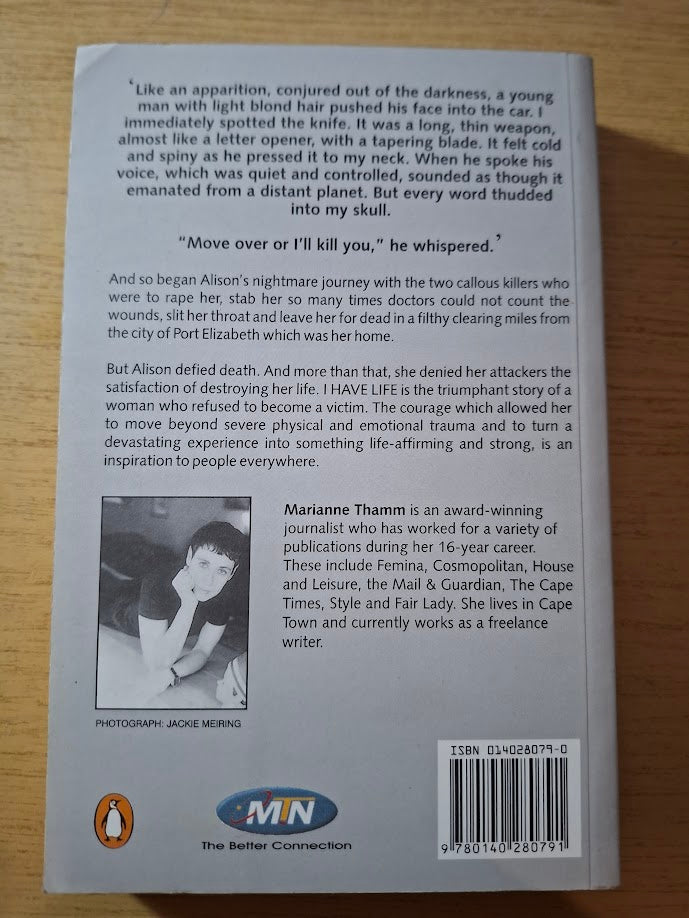 ‘Like an apparition, conjured out of the darkness, a young
man with light blond hair pushed his face into the car. I
immediately spotted the knife. It was a long, thin weapon,
almost like a letter opener, with a tapering blade. It felt cold
and spiny as he pressed it to my neck. When he spoke his
voice, which was quiet and controlled, sounded as though it
emanated from a distant planet. But every word thudded
into my skull.
“Move over or I’ll kill you,” he whispered.’
And so began Alison’s nightmare journey with the two callous killers who
were to rape her, stab her so many times doctors could not count the
wounds, slit her throat and leave her for dead in a filthy clearing miles from
the city of Port Elizabeth which was her home.
But Alison defied death. And more than that, she denied her attackers the
satisfaction of destroying her life. I HAVE LIFE is the triumphant story of a
woman who refused to become a victim. The courage which allowed her
to move beyond severe physical and emotional trauma and to turn a
devastating experience into something life-affirming and strong, is an
inspiration to people everywhere.
Marianne Thamm is an award-winning
journalist who has worked for a variety of
publications during her 16-year career.
These include Femina, Cosmopolitan, House
and Leisure, the Mail & Guardian, The Cape
Times, Style and Fair Lady. She lives in Cape
Town and currently works as a freelance
writer.
PHOTOGRAPH: JACKIE MEIRING
MTN
The Better Connection
ISBN 014028079-0
9 780140 280791